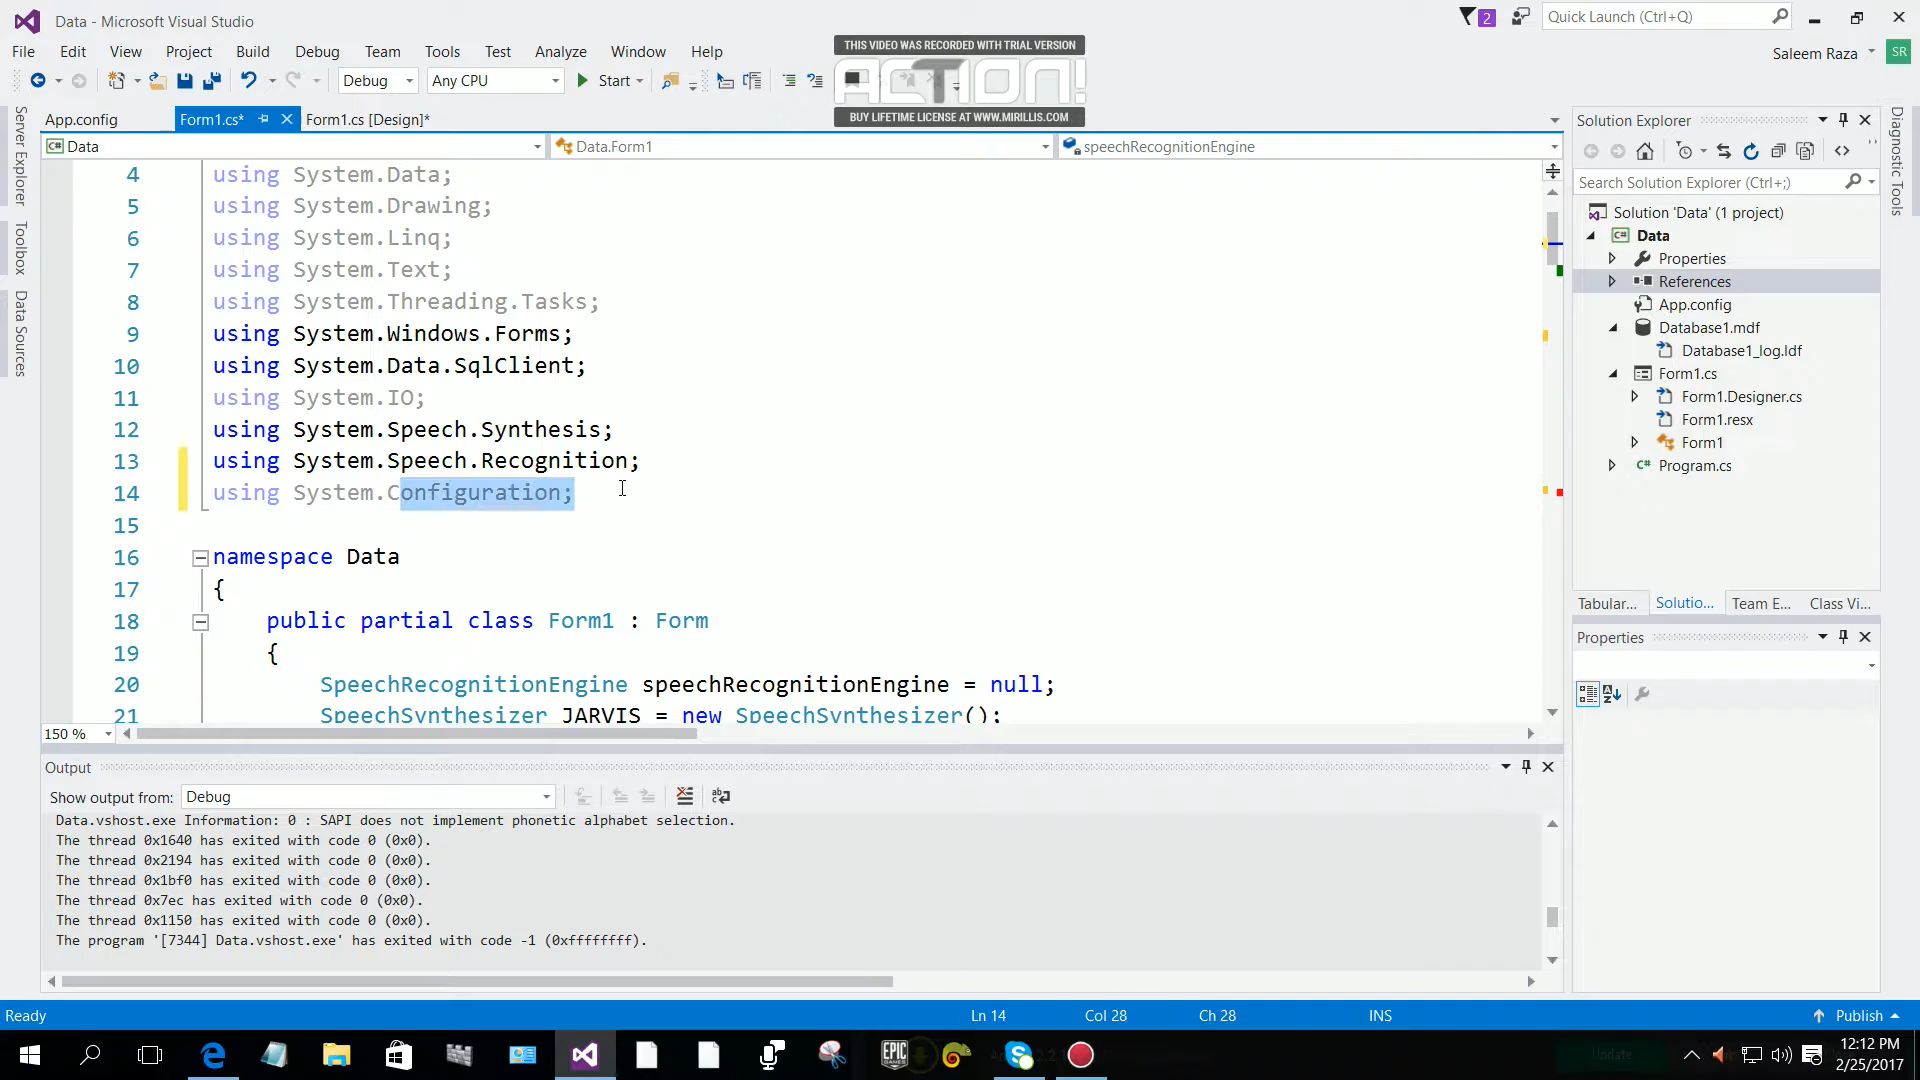 Data - Microsoft Visual Studio
2
Quick Launch (Ctrl+Q)
File Edit View Project Build Debug Team Tools Test Analyze Window Help
Saleem Raza
SR
Debug
Any CPU
Start
THIS VIDEO WAS RECORDED WITH TRIAL VERSION
ACTION!
BUY LIFETIME LICENSE AT WWW.MIRILLIS.COM
Server Explorer
Toolbox
Data Sources
App.config
Form1.cs*
Form1.cs [Design]*
Data
Data.Form1
speechRecognitionEngine
4 using System.Data;
5 using System.Drawing;
6 using System.Linq;
7 using System.Text;
8 using System.Threading.Tasks;
9 using System.Windows.Forms;
10 using System.Data.SqlClient;
11 using System.IO;
12 using System.Speech.Synthesis;
13 using System.Speech.Recognition;
14 using System.Configuration;
15
16 namespace Data
17 {
18 public partial class Form1 : Form
19 {
20 SpeechRecognitionEngine speechRecognitionEngine = null;
21 SpeechSynthesizer JARVIS = new SpeechSynthesizer();
150 %
Output
Show output from: Debug
Data.vshost.exe Information: 0 : SAPI does not implement phonetic alphabet selection.
The thread 0x1640 has exited with code 0 (0x0).
The thread 0x2194 has exited with code 0 (0x0).
The thread 0x1bf0 has exited with code 0 (0x0).
The thread 0x7ec has exited with code 0 (0x0).
The thread 0x1150 has exited with code 0 (0x0).
The program '[7344] Data.vshost.exe' has exited with code -1 (0xffffffff).
Solution Explorer
Search Solution Explorer (Ctrl+;)
Solution 'Data' (1 project)
C# Data
Properties
References
App.config
Database1.mdf
Database1_log.ldf
Form1.cs
Form1.Designer.cs
Form1.resx
Form1
C# Program.cs
Tabular... Solutio... Team E... Class Vi...
Properties
Diagnostic Tools
Ready
Ln 14
Col 28
Ch 28
INS
Publish
EPIC GAMES
Update
12:12 PM
2/25/2017